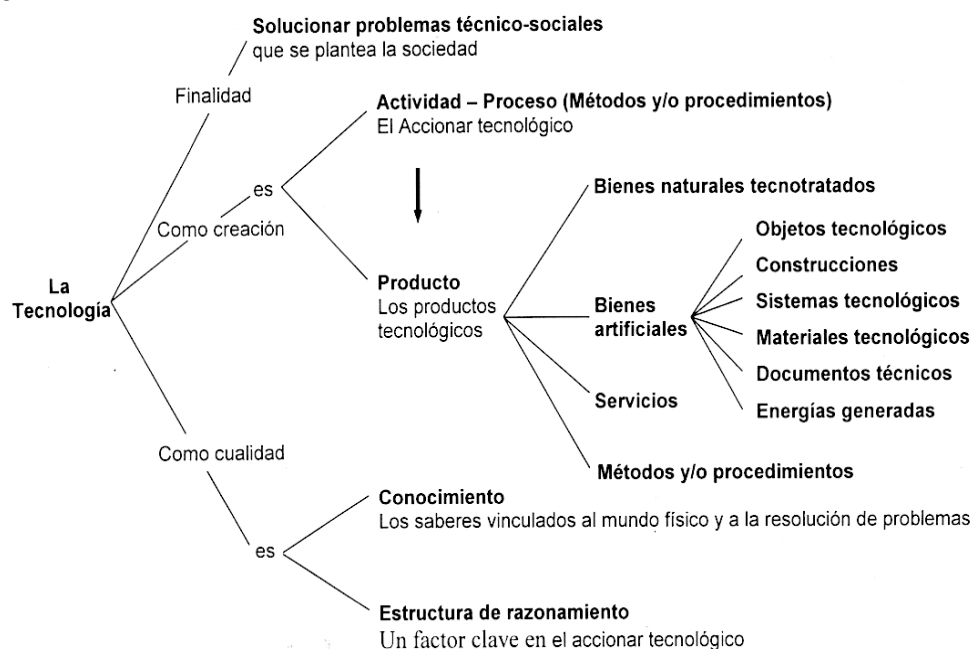 Solucionar problemas técnico-sociales
que se plantea la sociedad
Finalidad
Actividad – Proceso (Métodos y/o procedimientos)
El Accionar tecnológico
es
Como creación
Bienes naturales tecnotratados
Objetos tecnológicos
Construcciones
La
Tecnología
Producto
Los productos
tecnológicos
Bienes
artificiales
Sistemas tecnológicos
Materiales tecnológicos
Documentos técnicos
Servicios
Energías generadas
Como cualidad
Métodos y/o procedimientos
Conocimiento
Los saberes vinculados al mundo físico y a la resolución de problemas
es
Estructura de razonamiento
Un factor clave en el accionar tecnológico